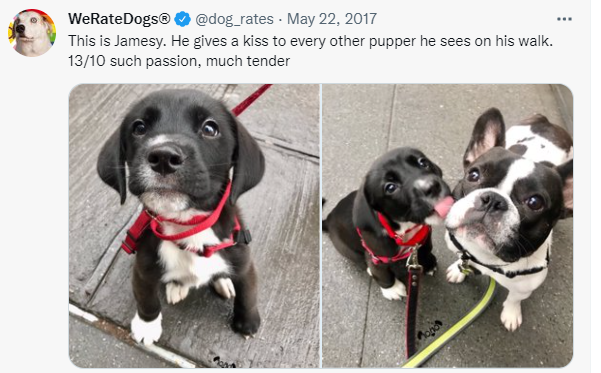 WeRateDogs® @dog_rates · May 22, 2017
This is Jamesy. He gives a kiss to every other pupper he sees on his walk.
13/10 such passion, much tender